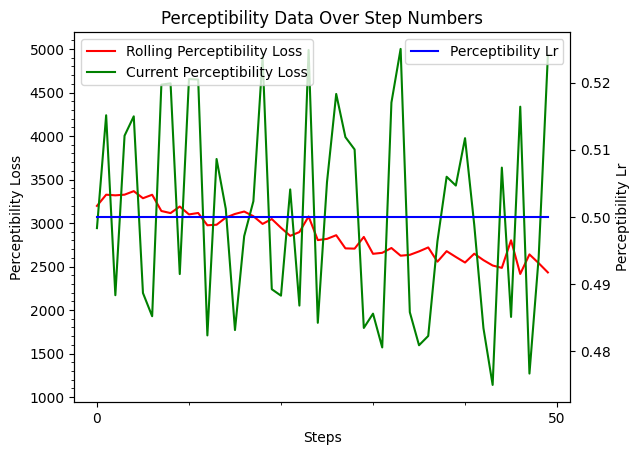 Perceptibility Data Over Step Numbers
Rolling Perceptibility Loss
Current Perceptibility Loss
Perceptibility Lr
5000
4500
4000
3500
3000
2500
2000
1500
1000
Perceptibility Loss
0.52
0.51
0.50
0.49
0.48
Perceptibility Lr
0
50
Steps